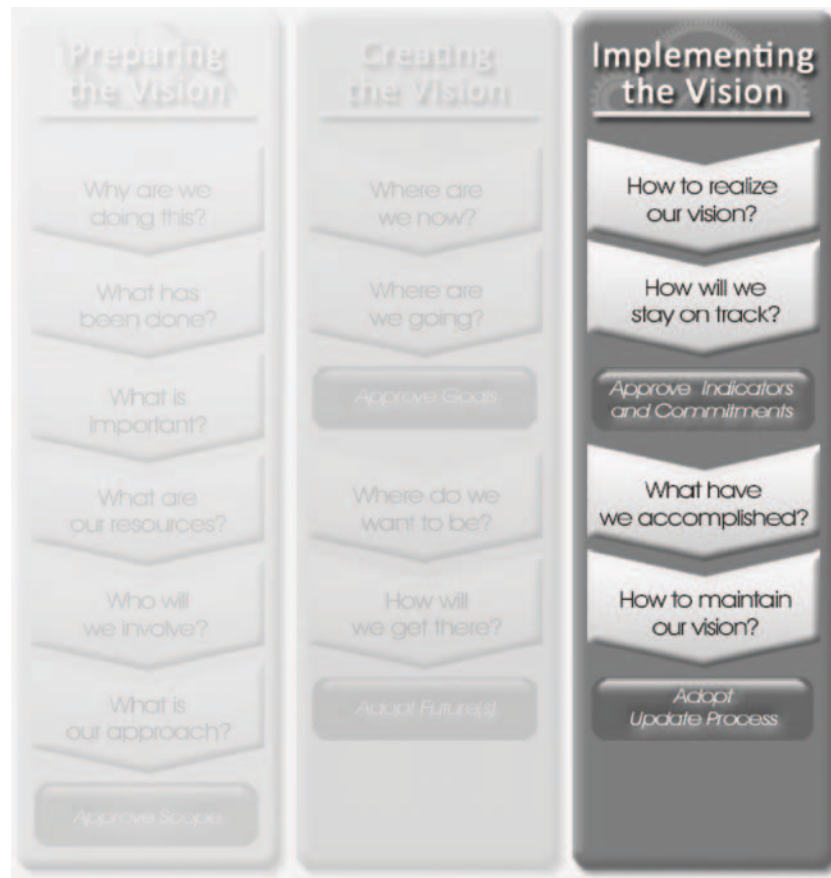 Preparing
the Vision
Why are we
doing this?
What has
been done?
What is
important?
What are
our resources?
Who will
we involve?
What is
our approach?
Approve Scope
Creating
the Vision
Where are
we now?
Where are
we going?
Approve Goals
Where do we
want to be?
How will
we get there?
Adopt Future(s)
Implementing
the Vision
How to realize
our vision?
How will we
stay on track?
Approve Indicators
and Commitments
What have
we accomplished?
How to maintain
our vision?
Adopt
Update Process